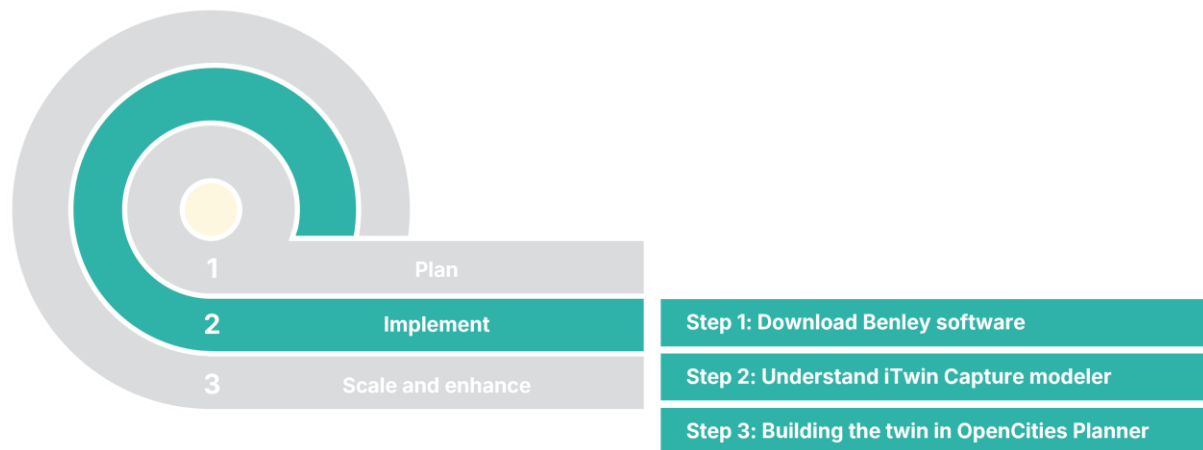 1 Plan
2 Implement
3 Scale and enhance
Step 1: Download Benley software
Step 2: Understand iTwin Capture modeler
Step 3: Building the twin in OpenCities Planner